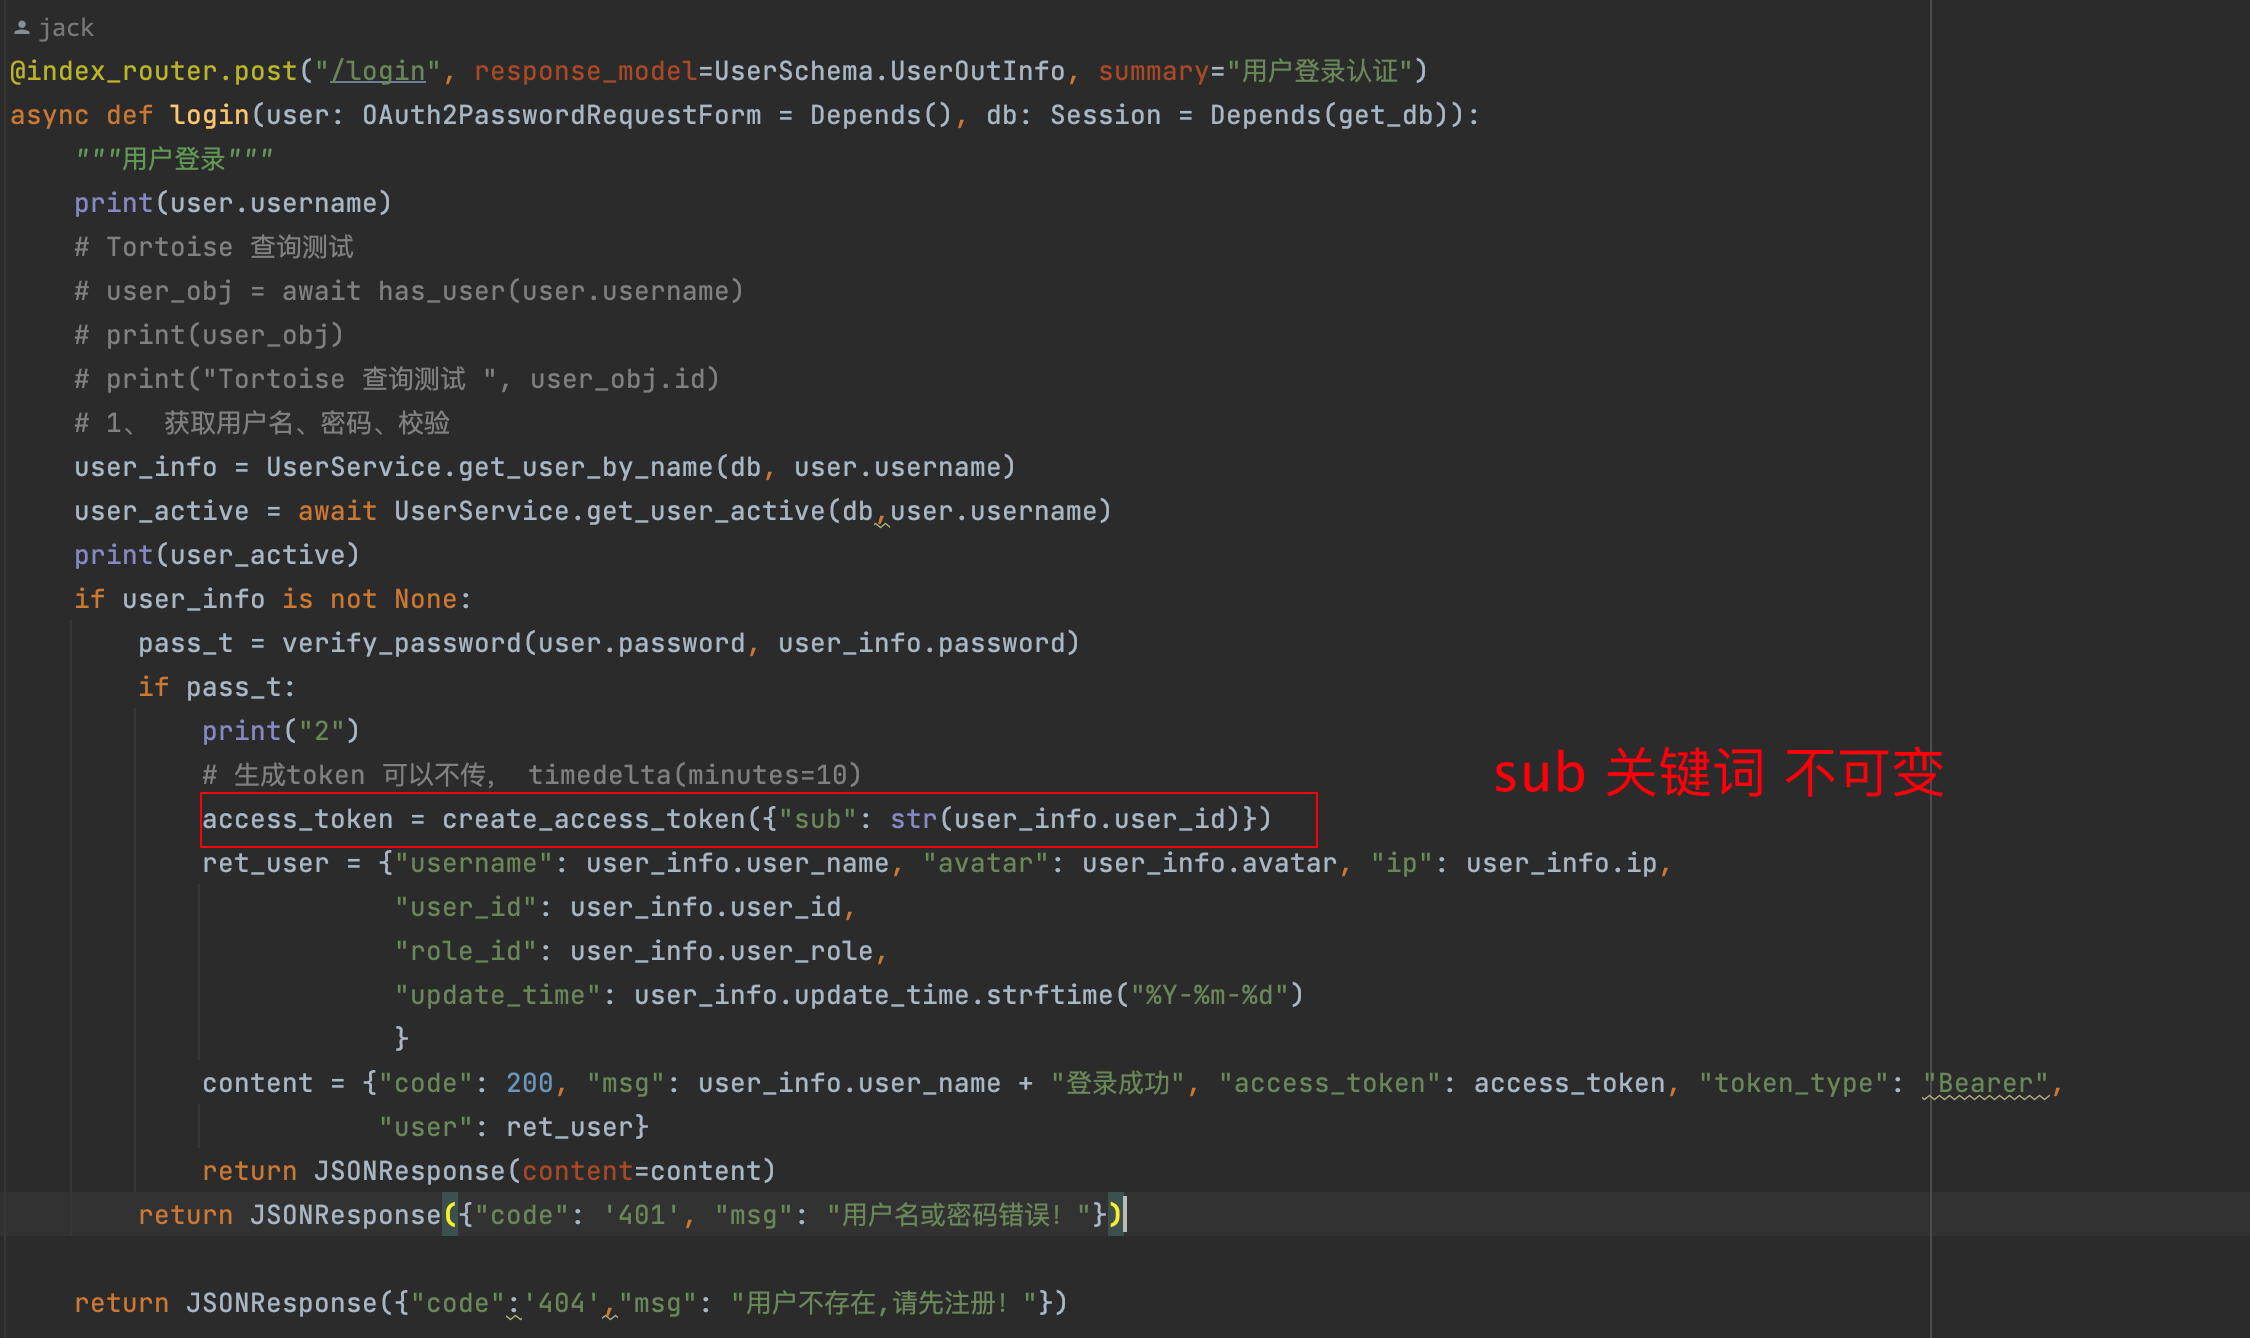 jack
@index_router.post("/login", response_model=UserSchema.UserOutInfo, summary="用户登录认证")
async def login(user: OAuth2PasswordRequestForm = Depends(), db: Session = Depends(get_db)):
    """用户登录"""
    print(user.username)
    # Tortoise 查询测试
    # user_obj = await has_user(user.username)
    # print(user_obj)
    # print("Tortoise 查询测试 ", user_obj.id)
    # 1、 获取用户名、密码、校验
    user_info = UserService.get_user_by_name(db, user.username)
    user_active = await UserService.get_user_active(db,user.username)
    print(user_active)
    if user_info is not None:
        pass_t = verify_password(user.password, user_info.password)
        if pass_t:
            print("2")
            # 生成token 可以不传， timedelta(minutes=10)
sub 关键词 不可变
            access_token = create_access_token({"sub": str(user_info.user_id)})
            ret_user = {"username": user_info.user_name, "avatar": user_info.avatar, "ip": user_info.ip,
                        "user_id": user_info.user_id,
                        "role_id": user_info.user_role,
                        "update_time": user_info.update_time.strftime("%Y-%m-%d")
                        }
            content = {"code": 200, "msg": user_info.user_name + "登录成功", "access_token": access_token, "token_type": "Bearer",
                       "user": ret_user}
            return JSONResponse(content=content)
        return JSONResponse({"code": '401', "msg": "用户名或密码错误！"})
    return JSONResponse({"code":'404',"msg": "用户不存在,请先注册！"})